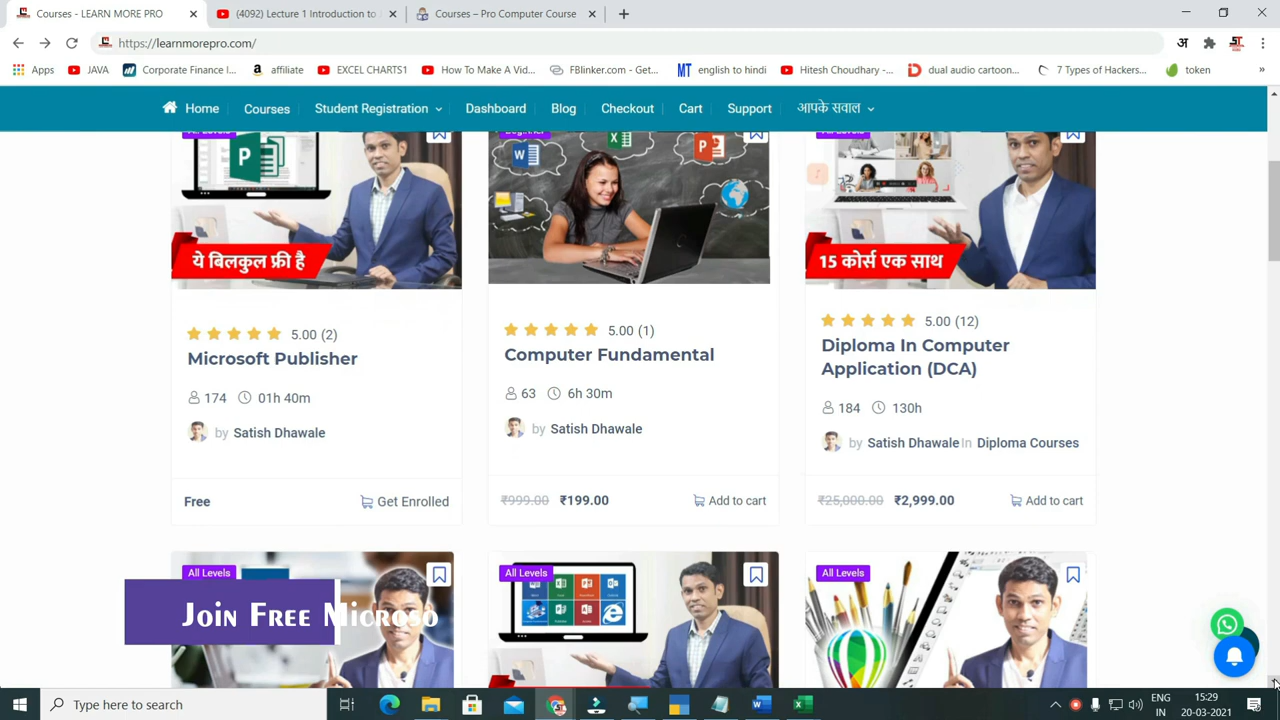 Courses - LEARN MORE PRO
(4092) Lecture 1 Introduction to
Courses – Pro Computer Course
https://learnmorepro.com/
अ
Apps
JAVA
Corporate Finance I...
affiliate
EXCEL CHARTS1
How To Make A Vid...
FBlinker.com - Get...
MT
english to hindi
Hitesh Choudhary -...
dual audio cartoon...
7 Types of Hackers...
token
Home
Courses
Student Registration
Dashboard
Blog
Checkout
Cart
Support
आपके सवाल
All Levels
Beginner
All Levels
ये बिलकुल फ्री है
15 कोर्स एक साथ
5.00 (2)
Microsoft Publisher
174
01h 40m
by Satish Dhawale
Free
Get Enrolled
5.00 (1)
Computer Fundamental
63
6h 30m
by Satish Dhawale
₹999.00 ₹199.00
Add to cart
5.00 (12)
Diploma In Computer
Application (DCA)
184
130h
by Satish Dhawale In Diploma Courses
₹25,000.00 ₹2,999.00
Add to cart
All Levels
All Levels
All Levels
Join Free Microso
Type here to search
ENG
IN
15:29
20-03-2021